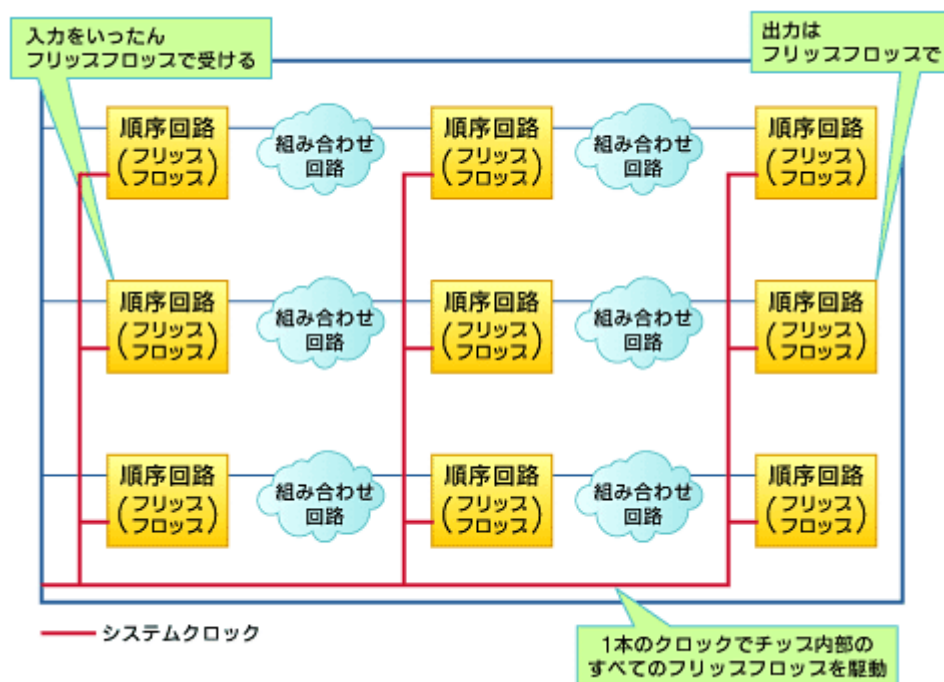 入力をいったん
フリップフロップで受ける
出力は
フリップフロップで
順序回路
(フリップ
フロップ)
組み合わせ
回路
順序回路
(フリップ
フロップ)
組み合わせ
回路
順序回路
(フリップ
フロップ)
順序回路
(フリップ
フロップ)
組み合わせ
回路
順序回路
(フリップ
フロップ)
組み合わせ
回路
順序回路
(フリップ
フロップ)
順序回路
(フリップ
フロップ)
組み合わせ
回路
順序回路
(フリップ
フロップ)
組み合わせ
回路
順序回路
(フリップ
フロップ)
システムクロック
1本のクロックでチップ内部の
すべてのフリップフロップを駆動